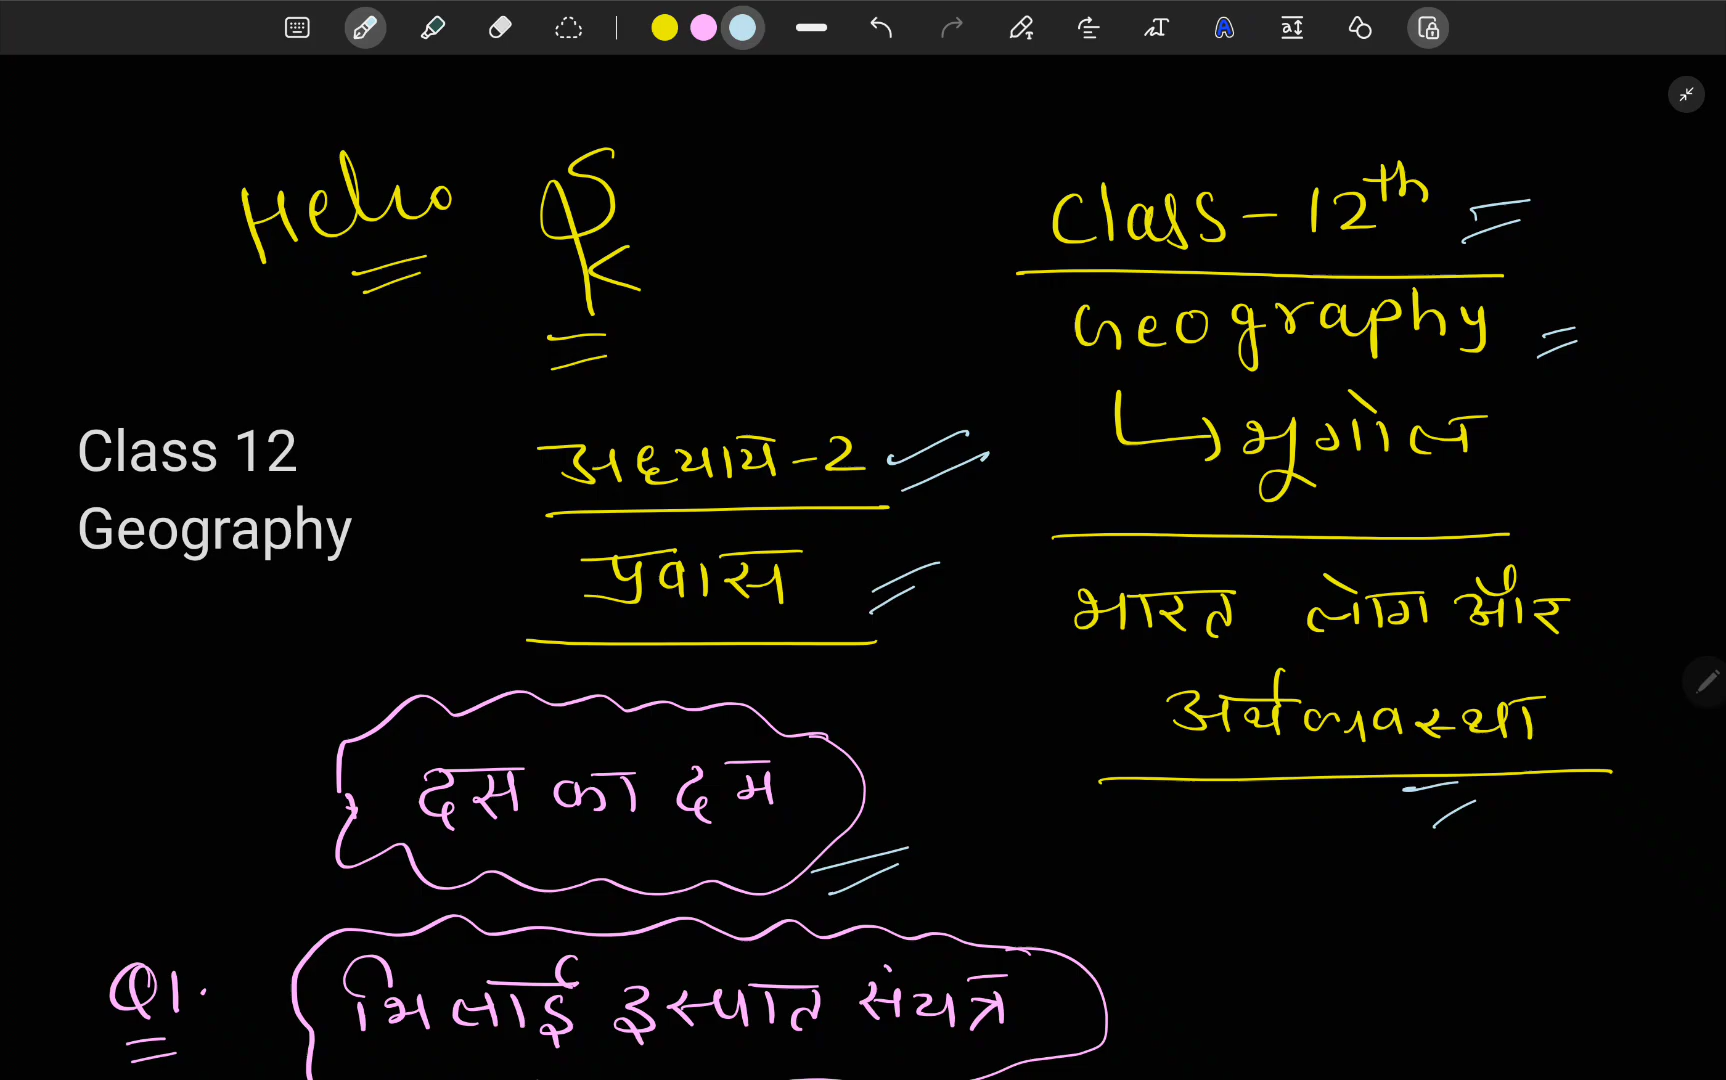 Hello SK
Class - 12th
Geography
↳ भूगोल
Class 12
Geography
अध्याय - 2
प्रवास
भारत लोग और
अर्थव्यवस्था
दस का दम
Q1. भिलाई इस्पात संयंत्र